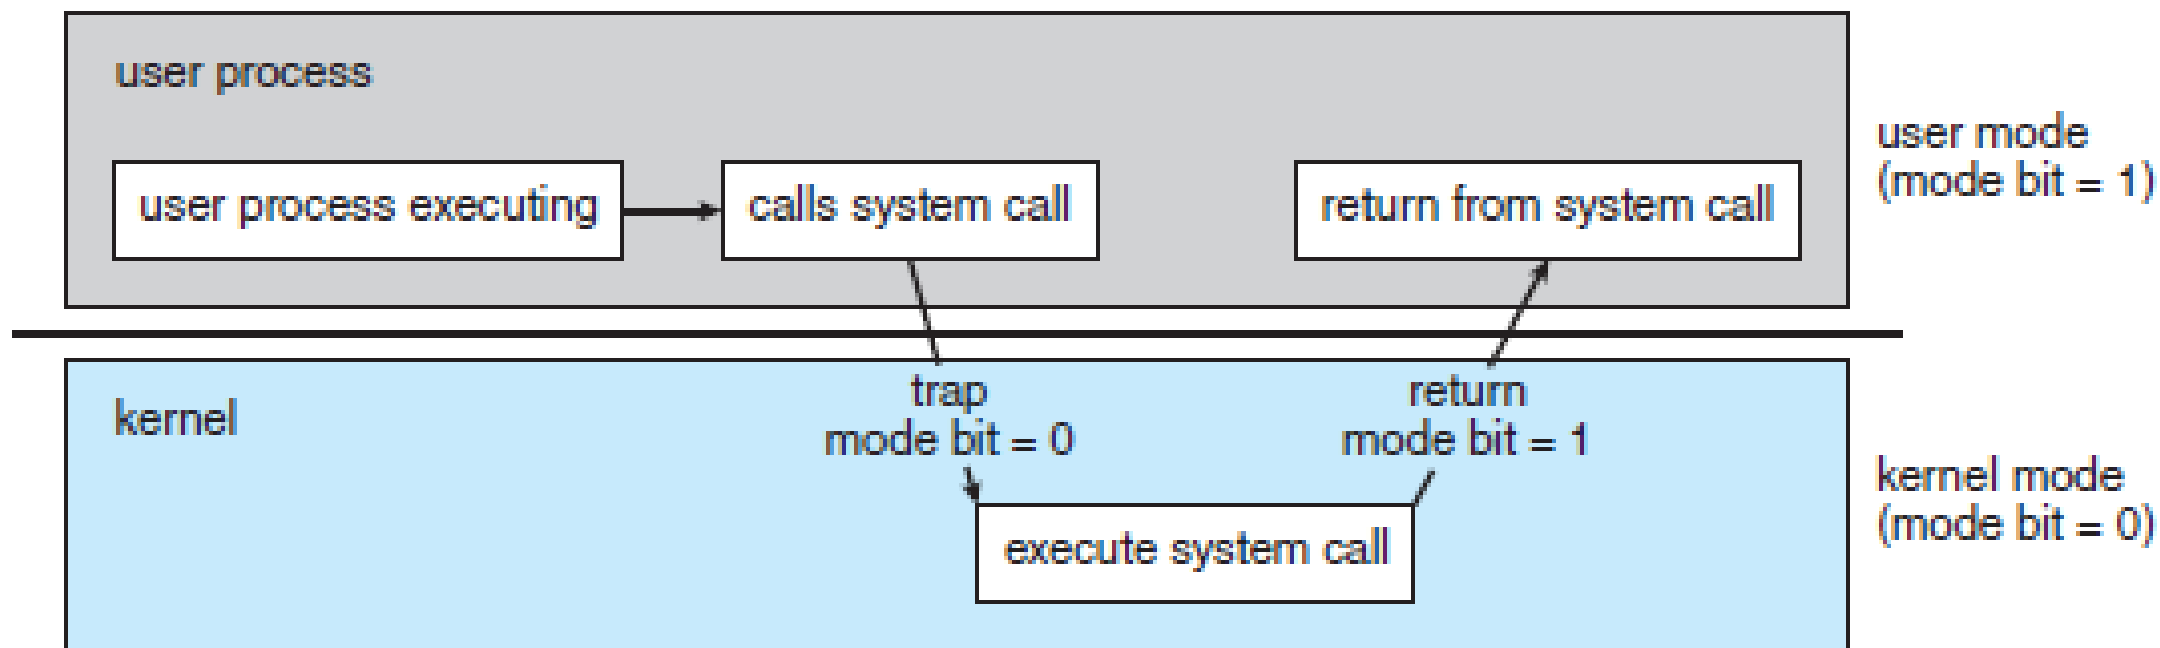 user process
user process executing
calls system call
return from system call
user mode
(mode bit = 1)
kernel
trap
mode bit = 0
return
mode bit = 1
execute system call
kernel mode
(mode bit = 0)